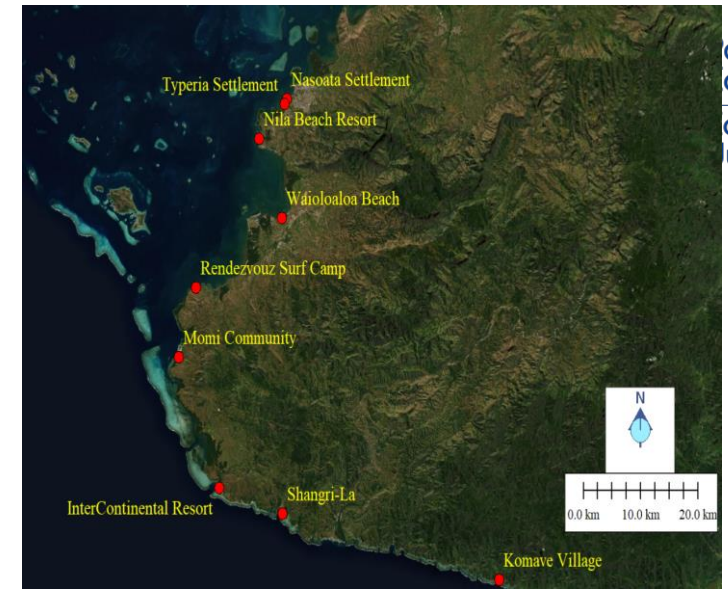 Typeria Settlement
Nasoata Settlement
Nila Beach Resort
Waioloaloa Beach
Rendezvouz Surf Camp
Momi Community
N
InterContinental Resort
Shangri-La
0.0 km 10.0 km 20.0 km
Komave Village